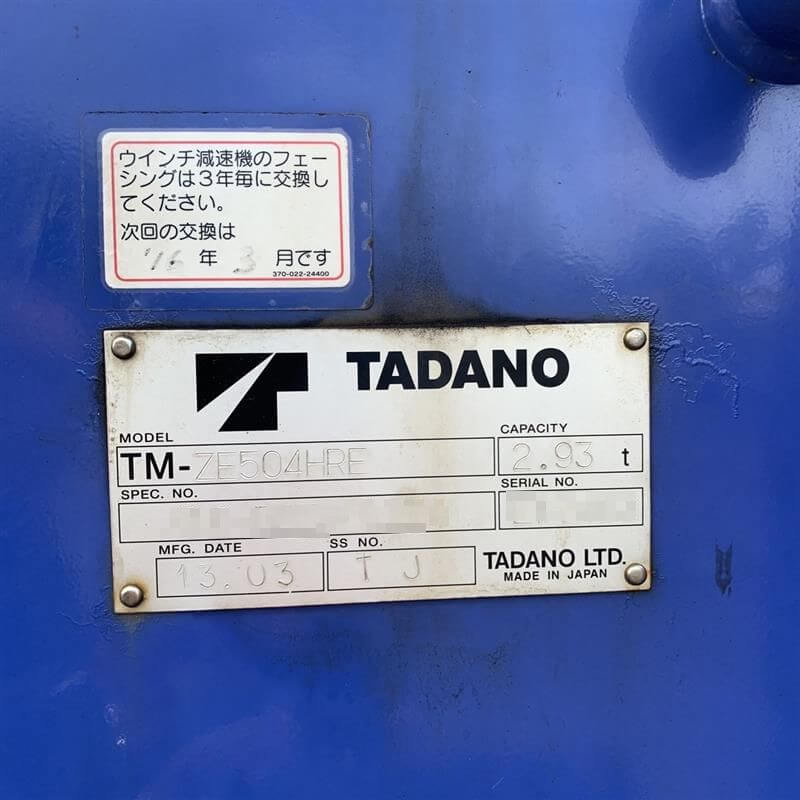 ウインチ減速機のフェー
シングは3年毎に交換し
てください。
次回の交換は
'16 年 3 月です
370-022-24400
TADANO
MODEL
TM-ZE504HRE
CAPACITY
2.93 t
SPEC. NO.
SERIAL NO.
MFG. DATE
13.03
SS NO.
T J
TADANO LTD.
MADE IN JAPAN